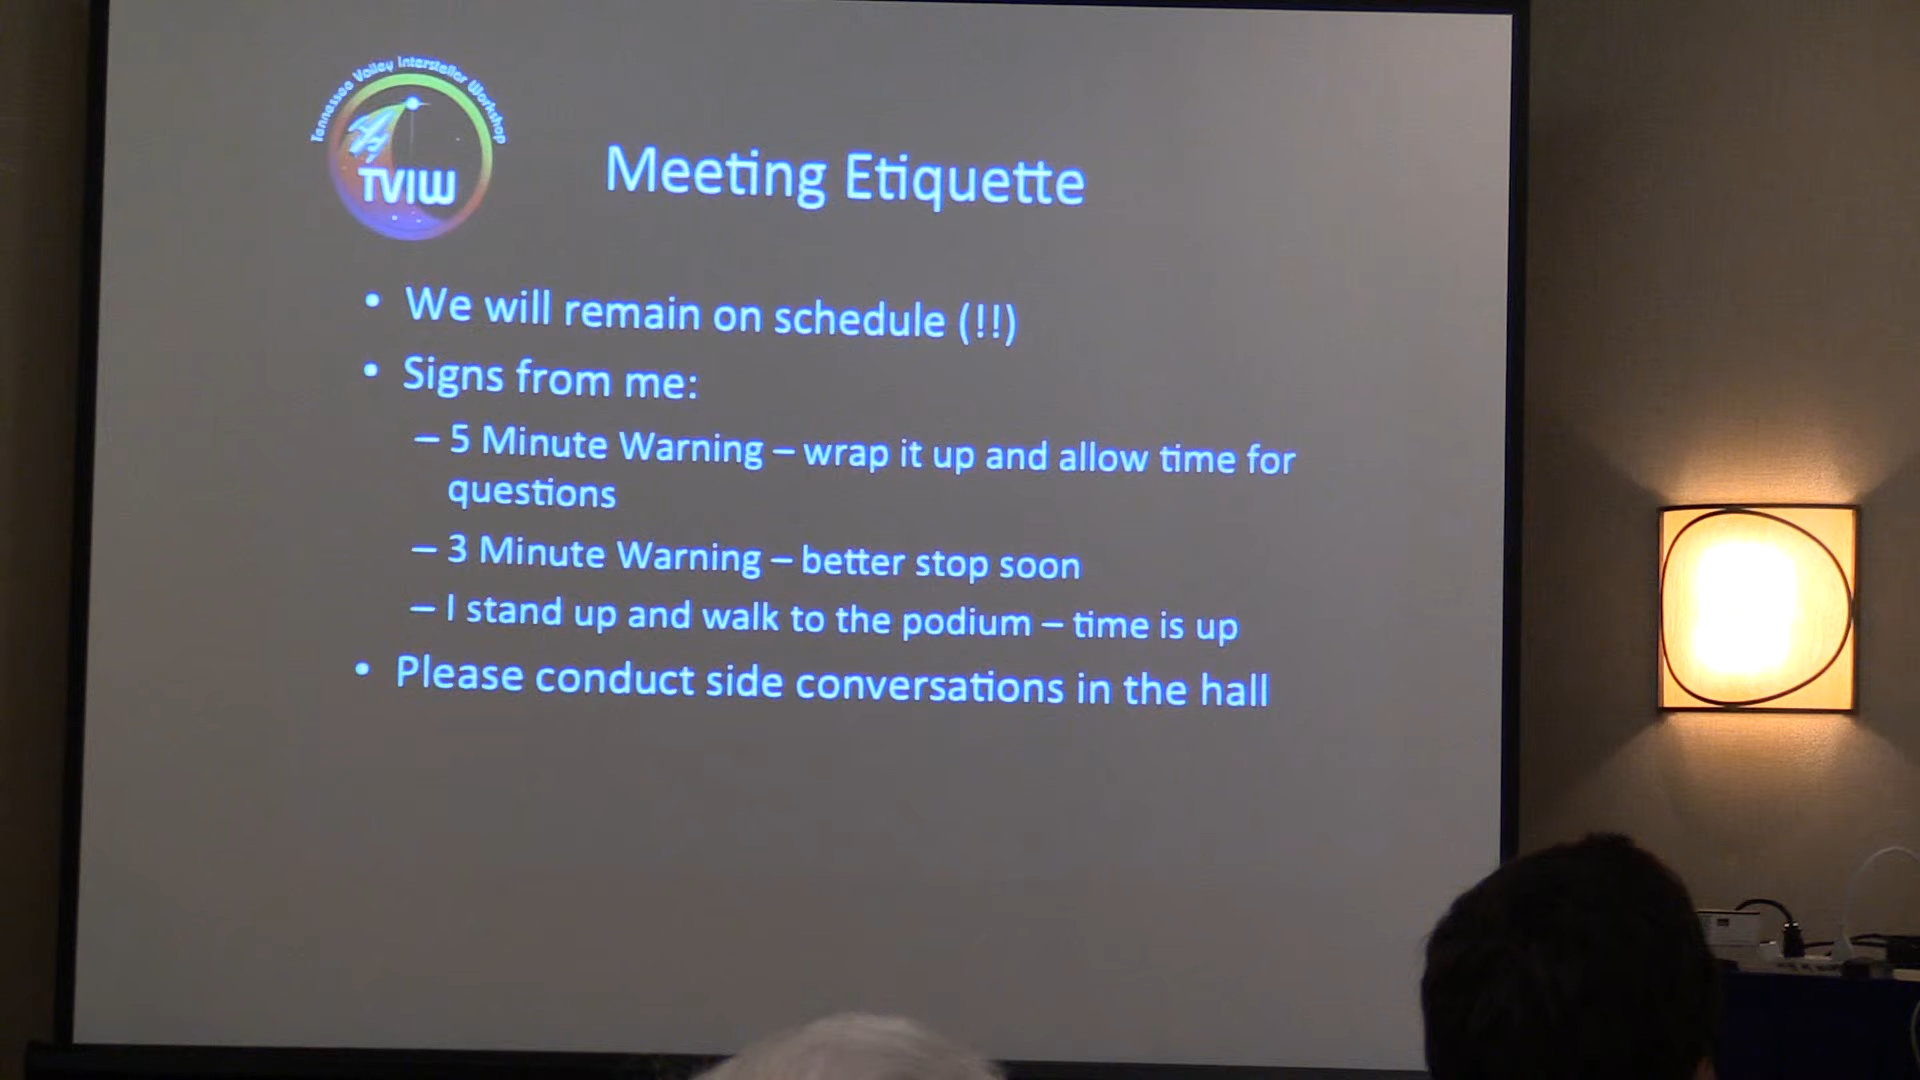 Tennessee Valley Interstellar Workshop
TVIW
Meeting Etiquette
• We will remain on schedule (!!)
• Signs from me:
– 5 Minute Warning – wrap it up and allow time for
questions
– 3 Minute Warning – better stop soon
– I stand up and walk to the podium – time is up
• Please conduct side conversations in the hall